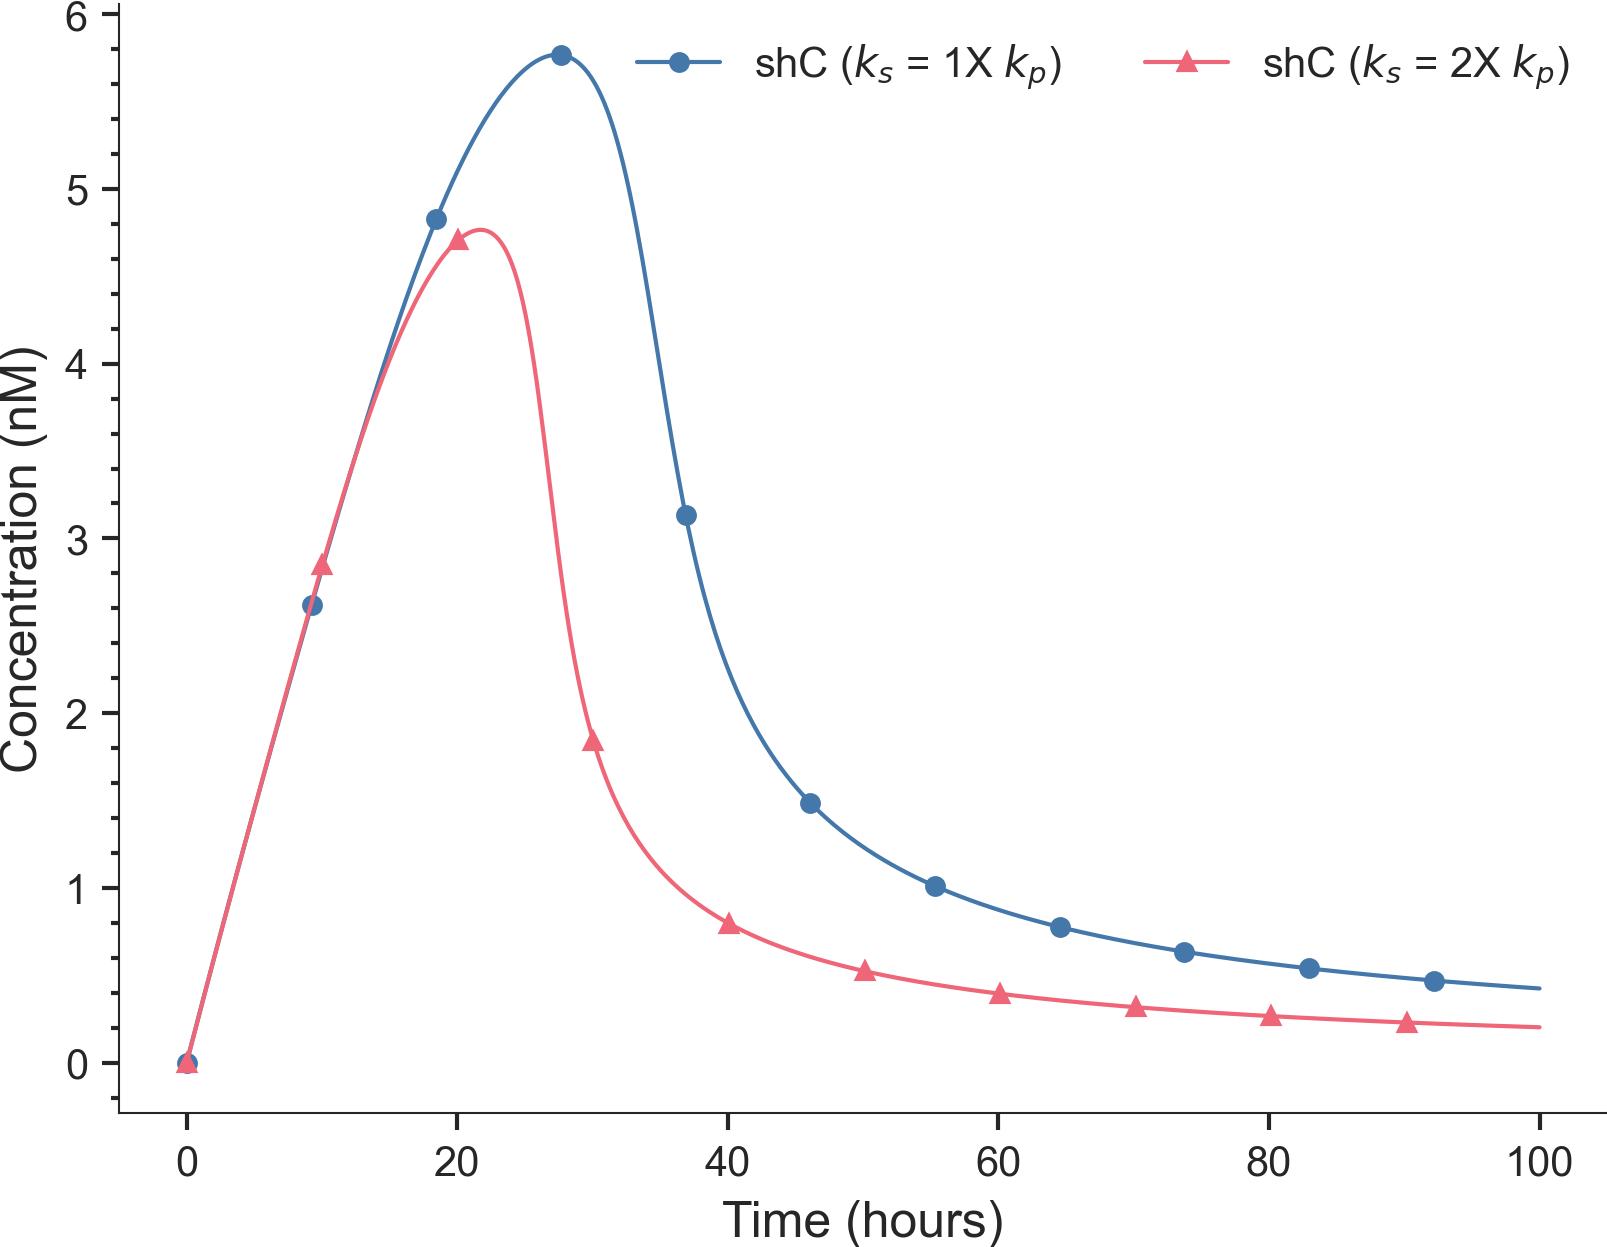 shC (kₛ = 1X kₚ)
shC (kₛ = 2X kₚ)
Concentration (nM)
6
5
4
3
2
1
0
0 20 40 60 80 100
Time (hours)